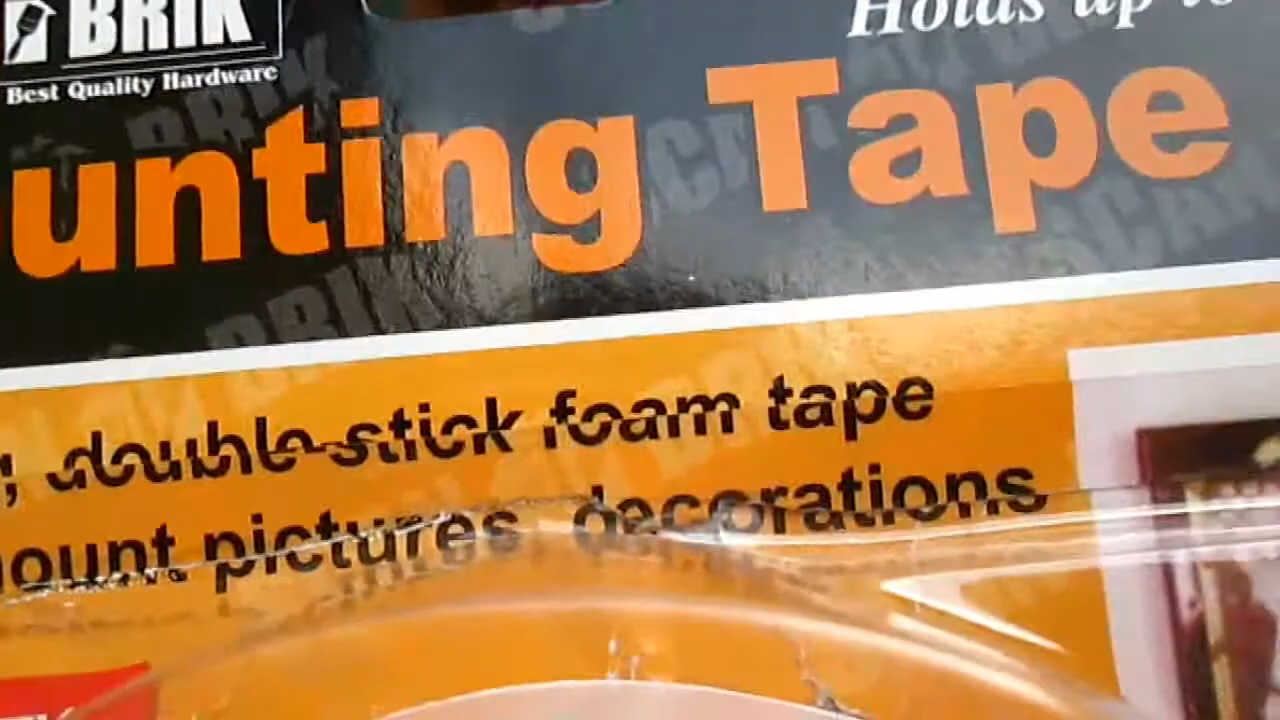 BRIK
Best Quality Hardware
Holds up to
unting Tape
; double-stick foam tape
ount pictures, decorations